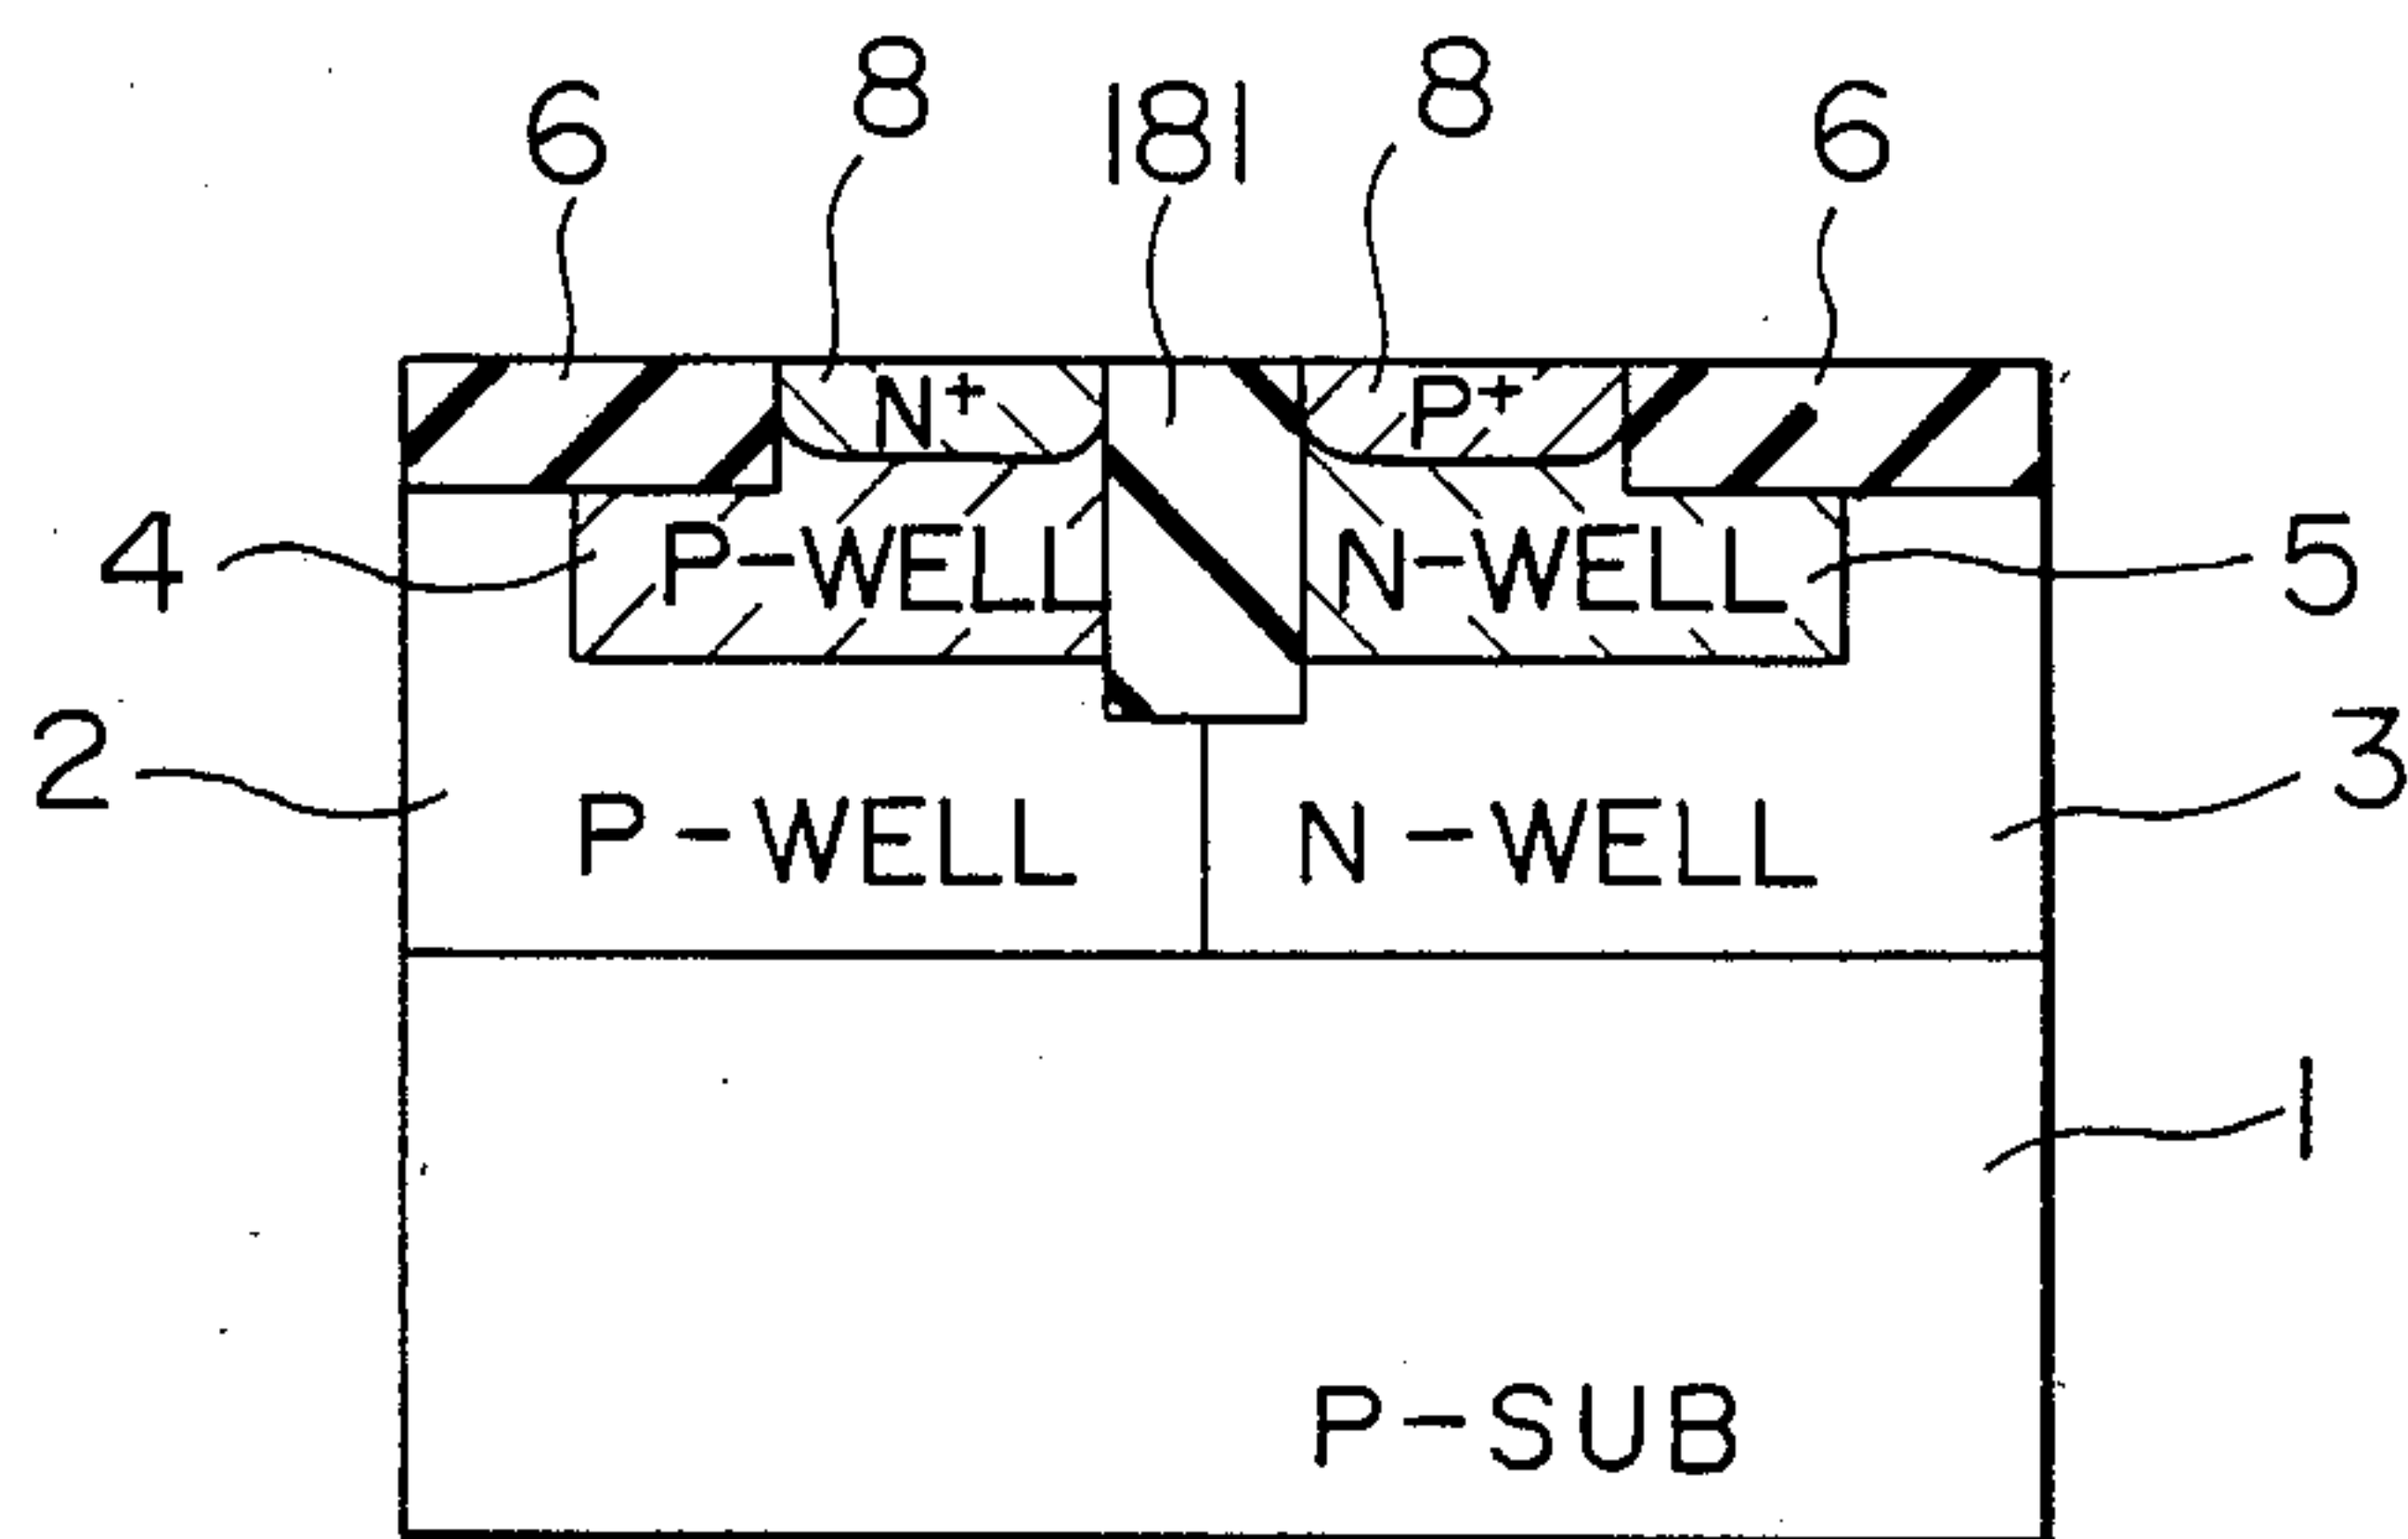 6 8 181 8 6
N+ P+
4 P-WELL N-WELL 5
2 P-WELL N-WELL 3
1
P-SUB